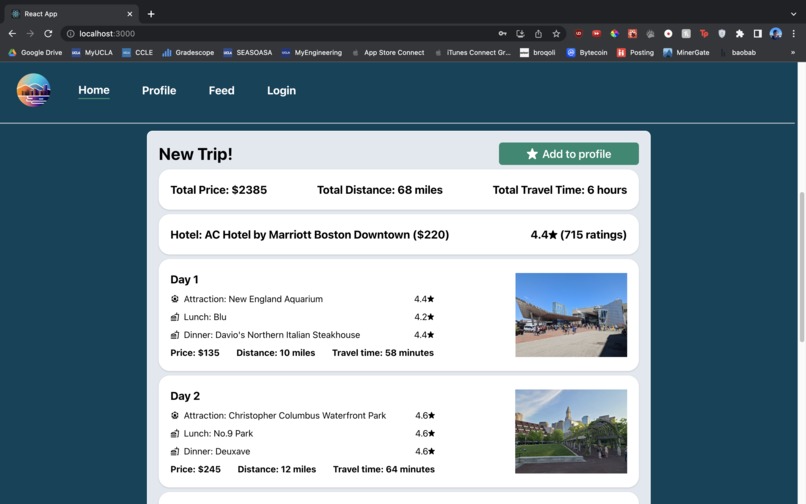 React App
localhost:3000
Google Drive
MyUCLA
CCLE
Gradescope
SEASOASA
MyEngineering
App Store Connect
iTunes Connect Gr...
broqoli
Bytecoin
Posting
MinerGate
baobab
»
Home Profile Feed Login
New Trip!
★ Add to profile
Total Price: $2385 Total Distance: 68 miles Total Travel Time: 6 hours
Hotel: AC Hotel by Marriott Boston Downtown ($220) 4.4★ (715 ratings)
Day 1
Attraction: New England Aquarium 4.4★
Lunch: Blu 4.2★
Dinner: Davio's Northern Italian Steakhouse 4.4★
Price: $135 Distance: 10 miles Travel time: 58 minutes
Day 2
Attraction: Christopher Columbus Waterfront Park 4.6★
Lunch: No.9 Park 4.6★
Dinner: Deuxave 4.6★
Price: $245 Distance: 12 miles Travel time: 64 minutes